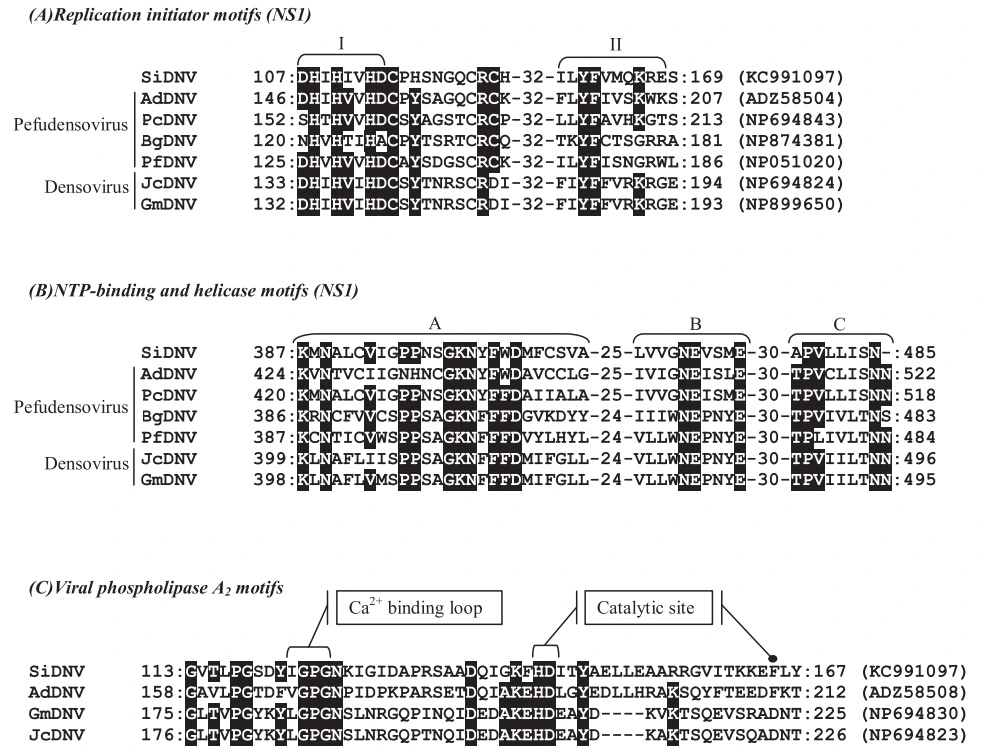 (A)Replication initiator motifs (NS1)
I II
SiDNV 107:DHIHIVHDCPHSNGQCRCH-32-ILYFVMQKRES:169 (KC991097)
AdDNV 146:DHIHVVHDCPYSAGQCRCK-32-FLYFIVSKWKS:207 (ADZ58504)
Pefudensovirus PcDNV 152:SHTHVVHDCSYAGSTCRCP-32-LLYFAVHKGTS:213 (NP694843)
BgDNV 120:NHVHTIHACPYTSRTCRCQ-32-TKYFCTSGRRA:181 (NP874381)
PfDNV 125:DHVHVVHDCAYSDGSCRCK-32-ILYFISNGRWL:186 (NP051020)
Densovirus JcDNV 133:DHIHVIHDCSYTNRSCRDI-32-FIYFFVRKRGE:194 (NP694824)
GmDNV 132:DHIHVIHDCSYTNRSCRDI-32-FIYFFVRKRGE:193 (NP899650)
(B)NTP-binding and helicase motifs (NS1)
A B C
SiDNV 387:KMNALCVIGPPNSGKNYFWDMFCSVA-25-LVVGNEVSME-30-APVLLISN-:485
AdDNV 424:KVNTVCIIGNHNCGKNYFWDAVCCLG-25-IVIGNEISLE-30-TPVCLISNN:522
Pefudensovirus PcDNV 420:KMNALCVIGPPNSGKNYFFDAIIALA-25-IVVGNEISME-30-TPVLLISNN:518
BgDNV 386:KRNCFVVCSPPSAGKNFFFDGVKDYY-24-IIIWNEPNYE-30-TPVIVLTNS:483
PfDNV 387:KCNTICVWSPPSAGKNFFFDVYLHYL-24-VLLWNEPNYE-30-TPLIVLTNN:484
Densovirus JcDNV 399:KLNAFLIISPPSAGKNFFFDMIFGLL-24-VLLWNEPNYE-30-TPVIILTNN:496
GmDNV 398:KLNAFLVMSPPSAGKNFFFDMIFGLL-24-VLLWNEPNYE-30-TPVIILTNN:495
(C)Viral phospholipase A2 motifs
Ca2+ binding loop Catalytic site
SiDNV 113:GVTLPGSDYIGPGNKIGIDAPRSAADQIGKFHDITYAELLEAARRGVITKKEFLY:167 (KC991097)
AdDNV 158:GAVLPGTDFVGPGNPIDPKPARSETDQIAKEHDLGYEDLLHRAKSQYFTEEDFKT:212 (ADZ58508)
GmDNV 175:GLTVPGYKYLGPGNSLNRGQPINQIDEDAKEHDEAYD----KVKTSQEVSRADNT:225 (NP694830)
JcDNV 176:GLTVPGYKYLGPGNSLNRGQPTNQIDEDAKEHDEAYD----KAKTSQEVSQADNT:226 (NP694823)